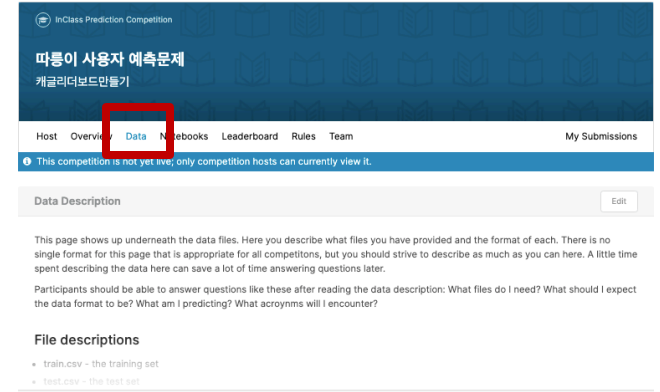 InClass Prediction Competition
따릉이 사용자 예측문제
캐글리더보드만들기
Host Overview Data Notebooks Leaderboard Rules Team My Submissions
This competition is not yet live; only competition hosts can currently view it.
Data Description Edit
This page shows up underneath the data files. Here you describe what files you have provided and the format of each. There is no
single format for this page that is appropriate for all competitons, but you should strive to describe as much as you can here. A little time
spent describing the data here can save a lot of time answering questions later.
Participants should be able to answer questions like these after reading the data description: What files do I need? What should I expect
the data format to be? What am I predicting? What acroynms will I encounter?
File descriptions
train.csv - the training set
test.csv - the test set